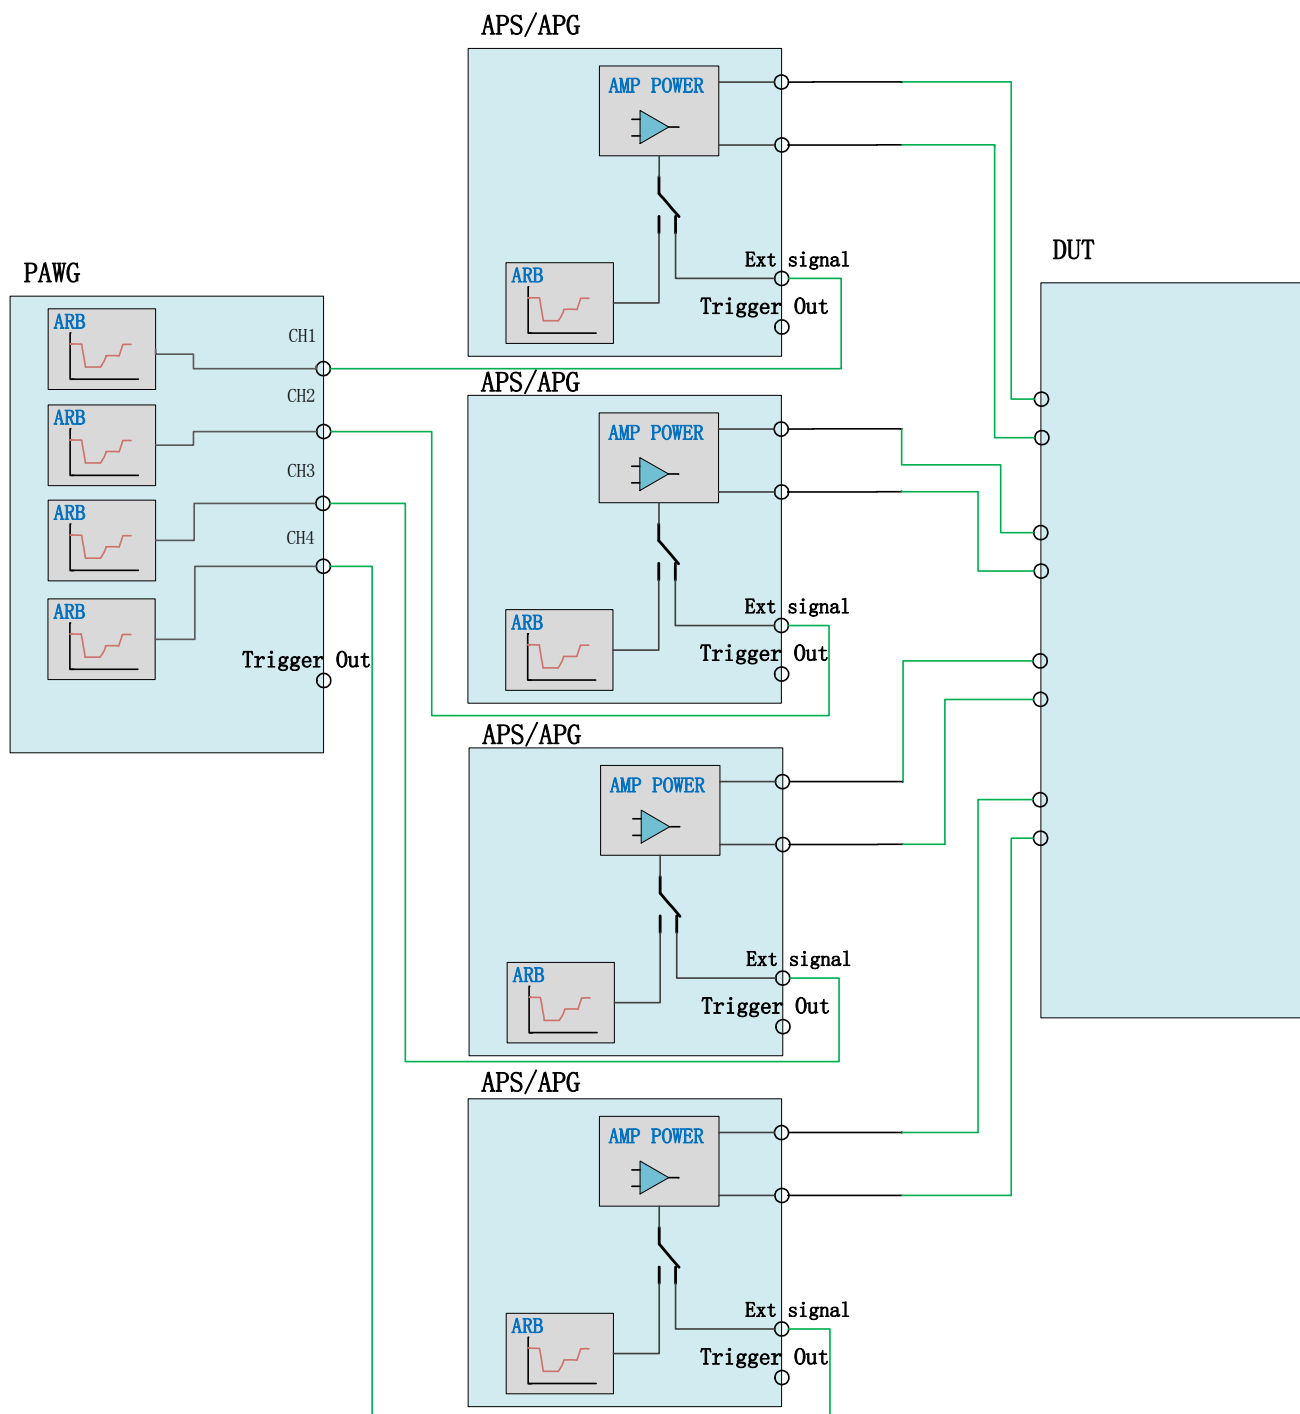 APS/APG
AMP POWER
Ext signal
ARB
Trigger Out
PAWG
ARB
CH1
ARB
CH2
ARB
CH3
ARB
CH4
Trigger Out
APS/APG
AMP POWER
Ext signal
ARB
Trigger Out
APS/APG
AMP POWER
Ext signal
ARB
Trigger Out
APS/APG
AMP POWER
Ext signal
ARB
Trigger Out
DUT